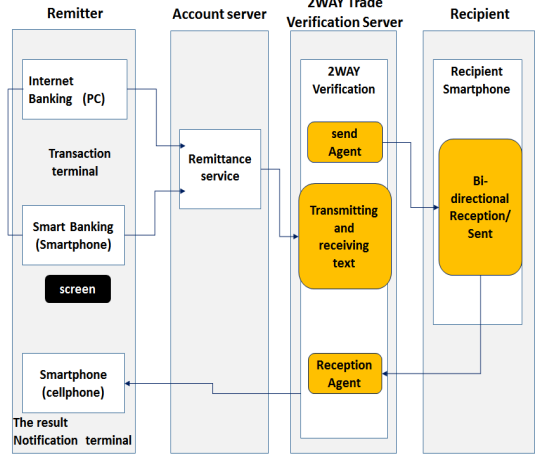 Remitter
Account server
2WAY Trade
Verification Server
Recipient
Internet
Banking (PC)
Transaction
terminal
Smart Banking
(Smartphone)
screen
Smartphone
(cellphone)
The result
Notification terminal
Remittance
service
2WAY
Verification
send
Agent
Transmitting
and
receiving
text
Reception
Agent
Recipient
Smartphone
Bi-
directional
Reception/
Sent